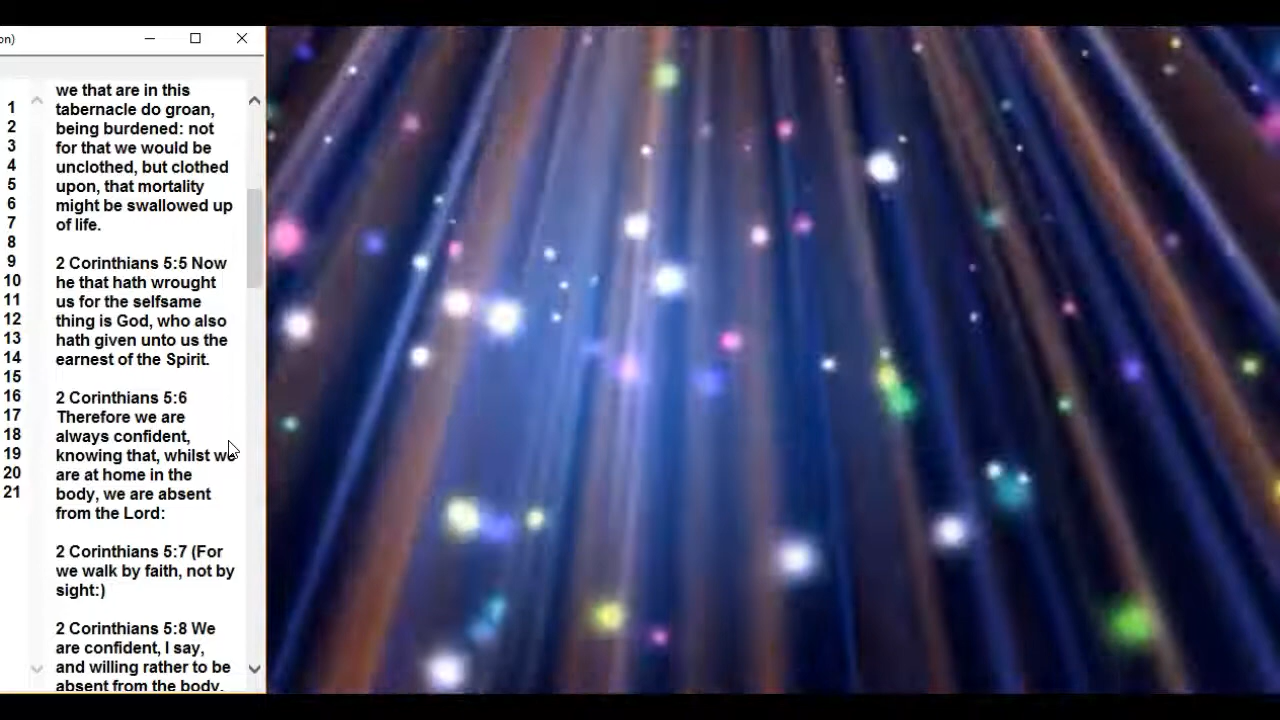 on)
1
2
3
4
5
6
7
8
9
10
11
12
13
14
15
16
17
18
19
20
21
we that are in this
tabernacle do groan,
being burdened: not
for that we would be
unclothed, but clothed
upon, that mortality
might be swallowed up
of life.
2 Corinthians 5:5 Now
he that hath wrought
us for the selfsame
thing is God, who also
hath given unto us the
earnest of the Spirit.
2 Corinthians 5:6
Therefore we are
always confident,
knowing that, whilst we
are at home in the
body, we are absent
from the Lord:
2 Corinthians 5:7 (For
we walk by faith, not by
sight:)
2 Corinthians 5:8 We
are confident, I say,
and willing rather to be
absent from the body,